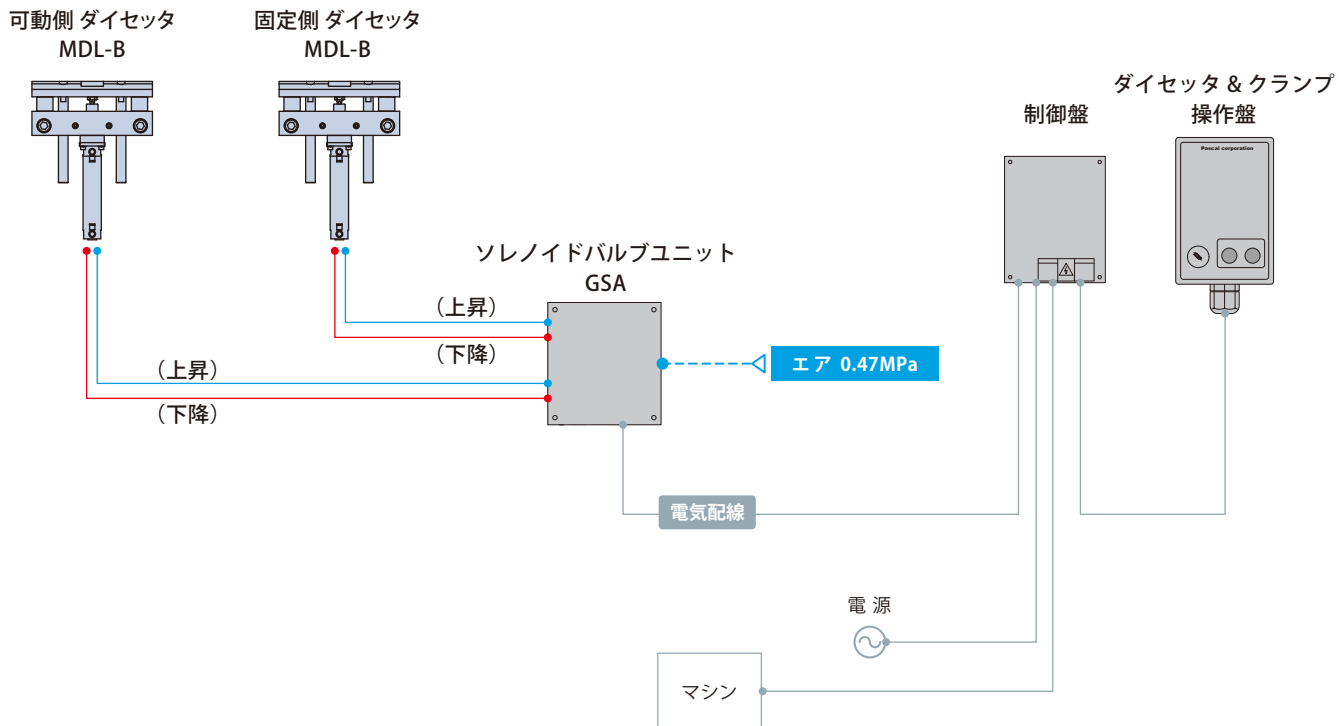 可動側 ダイセッタ
MDL-B
固定側 ダイセッタ
MDL-B
ダイセッタ & クランプ
操作盤
制御盤
Pascal corporation
ソレノイドバルブユニット
GSA
（上昇）
（下降）
エア 0.47MPa
（上昇）
（下降）
電気配線
電 源
マシン